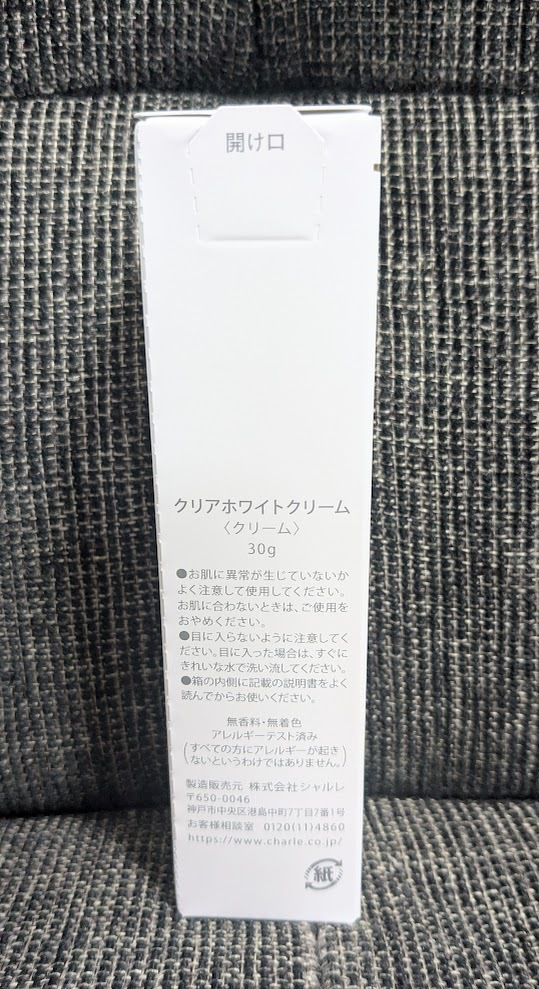 開け口
クリアホワイトクリーム
〈クリーム〉
30g
●お肌に異常が生じていないか
よく注意して使用してください。
お肌に合わないときは、ご使用を
おやめください。
●目に入らないように注意してく
ださい。目に入った場合は、すぐに
きれいな水で洗い流してください。
●箱の内側に記載の説明書をよく
読んでからお使いください。
無香料・無着色
アレルギーテスト済み
(すべての方にアレルギーが起き
ないというわけではありません。)
製造販売元 株式会社シャルレ
〒650-0046
神戸市中央区港島中町7丁目7番1号
お客様相談室 0120(11)4860
https://www.charle.co.jp/
紙